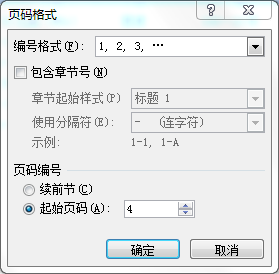 页码格式
编号格式(F): 1, 2, 3, …
包含章节号(N)
章节起始样式(P) 标题 1
使用分隔符(E): - (连字符)
示例: 1-1, 1-A
页码编号
续前节(C)
起始页码(A): 4
确定 取消